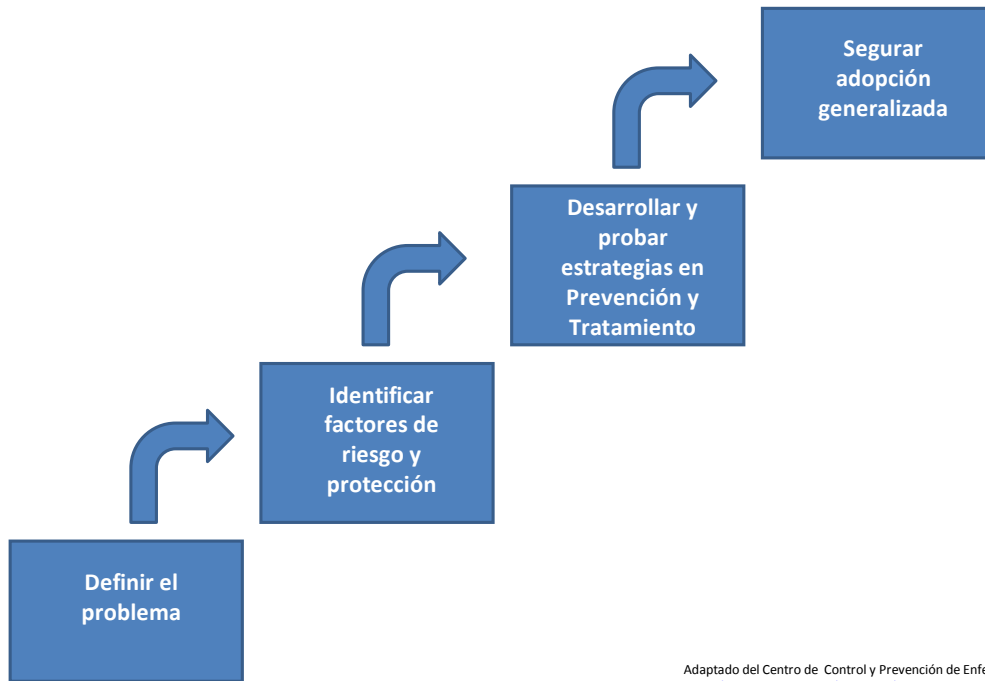 Segurar
adopción
generalizada
Desarrollar y
probar
estrategias en
Prevención y
Tratamiento
Identificar
factores de
riesgo y
protección
Definir el
problema
Adaptado del Centro de Control y Prevención de Enfe